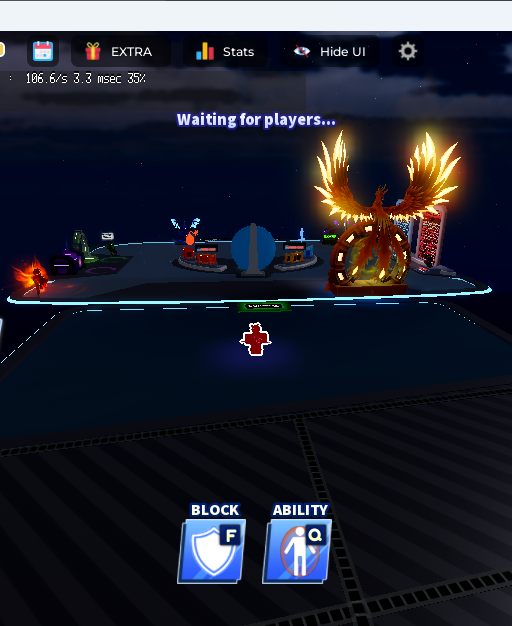 EXTRA
Stats
Hide UI
: 106.6/s 3.3 msec 35%
Waiting for players...
BLOCK
ABILITY
F
Q